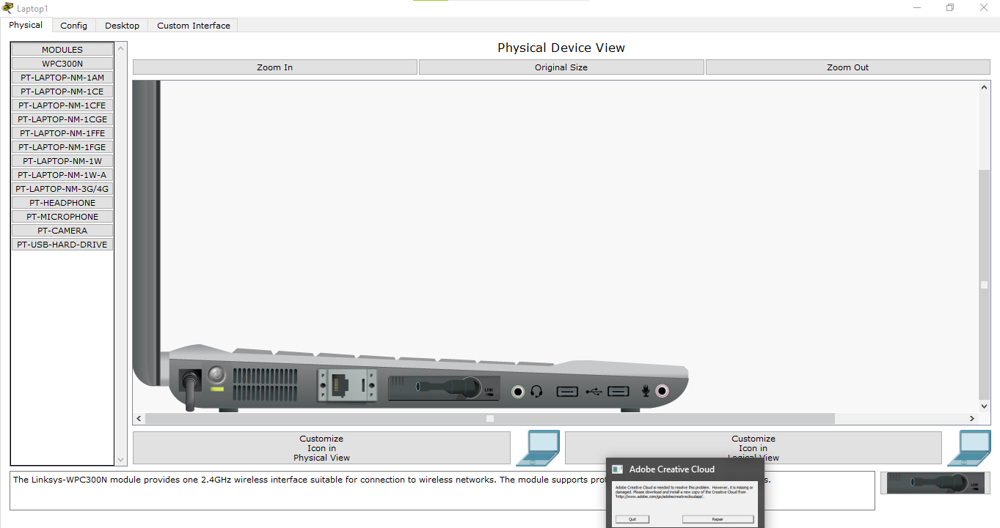 Laptop1
Physical Config Desktop Custom Interface
MODULES
WPC300N
PT-LAPTOP-NM-1AM
PT-LAPTOP-NM-1CE
PT-LAPTOP-NM-1CFE
PT-LAPTOP-NM-1CGE
PT-LAPTOP-NM-1FFE
PT-LAPTOP-NM-1FGE
PT-LAPTOP-NM-1W
PT-LAPTOP-NM-1W-A
PT-LAPTOP-NM-3G/4G
PT-HEADPHONE
PT-MICROPHONE
PT-CAMERA
PT-USB-HARD-DRIVE
Physical Device View
Zoom In Original Size Zoom Out
LINK
Customize
Icon in
Physical View
Customize
Icon in
Logical View
The Linksys-WPC300N module provides one 2.4GHz wireless interface suitable for connection to wireless networks. The module supports
LINK
Adobe Creative Cloud
Adobe Creative Cloud is needed to resolve this problem. However, it is missing or
damaged. Please download and install a new copy of the Creative Cloud from
'http://www.adobe.com/go/adobecreativecloudapp'.
Quit Repair